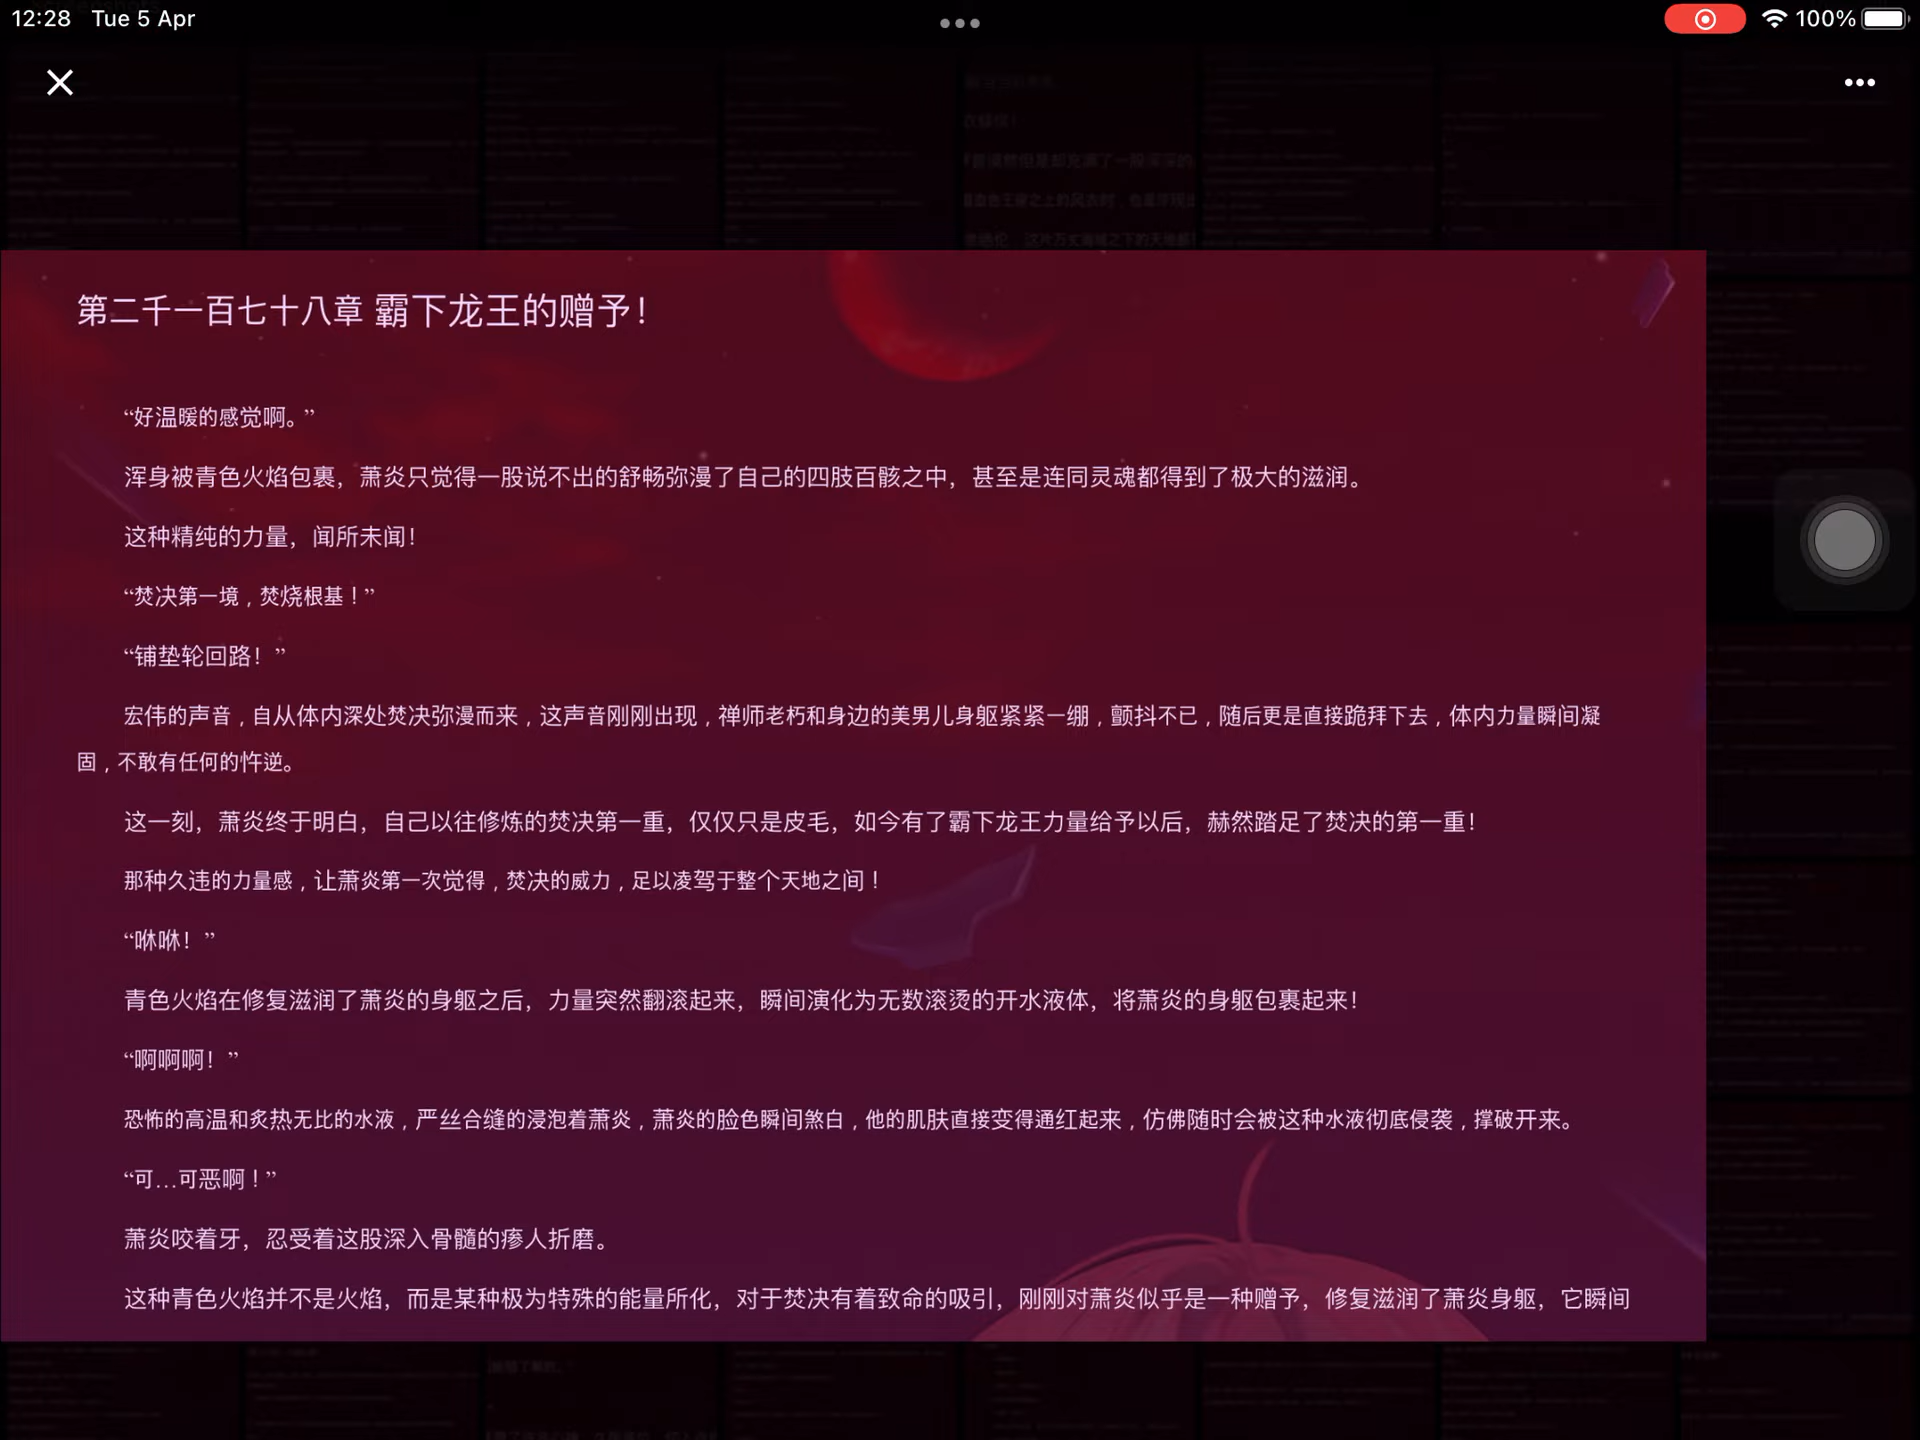 12:28 Tue 5 Apr
100%
第二千一百七十八章 霸下龙王的赠予！
“好温暖的感觉啊。”
浑身被青色火焰包裹，萧炎只觉得一股说不出的舒畅弥漫了自己的四肢百骸之中，甚至是连同灵魂都得到了极大的滋润。
这种精纯的力量，闻所未闻！
“焚决第一境，焚烧根基！”
“铺垫轮回路！”
宏伟的声音，自从体内深处焚决弥漫而来，这声音刚刚出现，禅师老朽和身边的美男儿身躯紧紧一绷，颤抖不已，随后更是直接跪拜下去，体内力量瞬间凝
固，不敢有任何的忤逆。
这一刻，萧炎终于明白，自己以往修炼的焚决第一重，仅仅只是皮毛，如今有了霸下龙王力量给予以后，赫然踏足了焚决的第一重！
那种久违的力量感，让萧炎第一次觉得，焚决的威力，足以凌驾于整个天地之间！
“咻咻！”
青色火焰在修复滋润了萧炎的身躯之后，力量突然翻滚起来，瞬间演化为无数滚烫的开水液体，将萧炎的身躯包裹起来！
“啊啊啊！”
恐怖的高温和炙热无比的水液，严丝合缝的浸泡着萧炎，萧炎的脸色瞬间煞白，他的肌肤直接变得通红起来，仿佛随时会被这种水液彻底侵袭，撑破开来。
“可…可恶啊！”
萧炎咬着牙，忍受着这股深入骨髓的瘆人折磨。
这种青色火焰并不是火焰，而是某种极为特殊的能量所化，对于焚决有着致命的吸引，刚刚对萧炎似乎是一种赠予，修复滋润了萧炎身躯，它瞬间